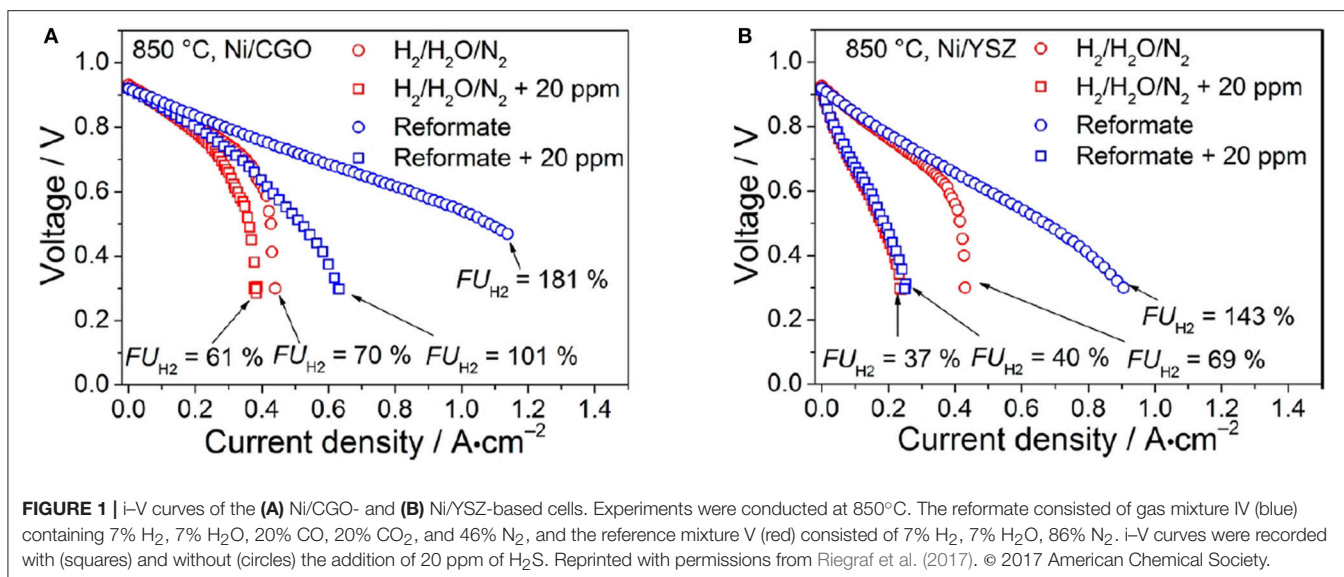 A
850 °C, Ni/CGO
H₂/H₂O/N₂
H₂/H₂O/N₂ + 20 ppm
Reformate
Reformate + 20 ppm
Voltage / V
1.0
0.8
0.6
0.4
0.2
0.0
FU_H2 = 181 %
FU_H2 = 61 %
FU_H2 = 70 %
FU_H2 = 101 %
0.0 0.2 0.4 0.6 0.8 1.0 1.2 1.4
Current density / A·cm⁻²
B
850 °C, Ni/YSZ
H₂/H₂O/N₂
H₂/H₂O/N₂ + 20 ppm
Reformate
Reformate + 20 ppm
Voltage / V
1.0
0.8
0.6
0.4
0.2
0.0
FU_H2 = 143 %
FU_H2 = 37 %
FU_H2 = 40 %
FU_H2 = 69 %
0.0 0.2 0.4 0.6 0.8 1.0 1.2 1.4
Current density / A·cm⁻²
FIGURE 1 | i–V curves of the (A) Ni/CGO- and (B) Ni/YSZ-based cells. Experiments were conducted at 850°C. The reformate consisted of gas mixture IV (blue)
containing 7% H₂, 7% H₂O, 20% CO, 20% CO₂, and 46% N₂, and the reference mixture V (red) consisted of 7% H₂, 7% H₂O, 86% N₂. i–V curves were recorded
with (squares) and without (circles) the addition of 20 ppm of H₂S. Reprinted with permissions from Riegraf et al. (2017). © 2017 American Chemical Society.